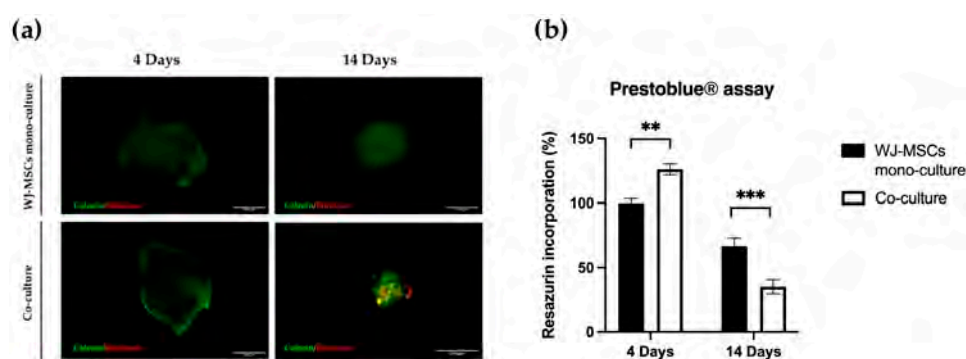 (a)
4 Days
14 Days
WJ-MSCs mono-culture
Co-culture
(b)
Prestoblue® assay
Resazurin incorporation (%)
150
100
50
0
**
***
4 Days
14 Days
WJ-MSCs
mono-culture
Co-culture